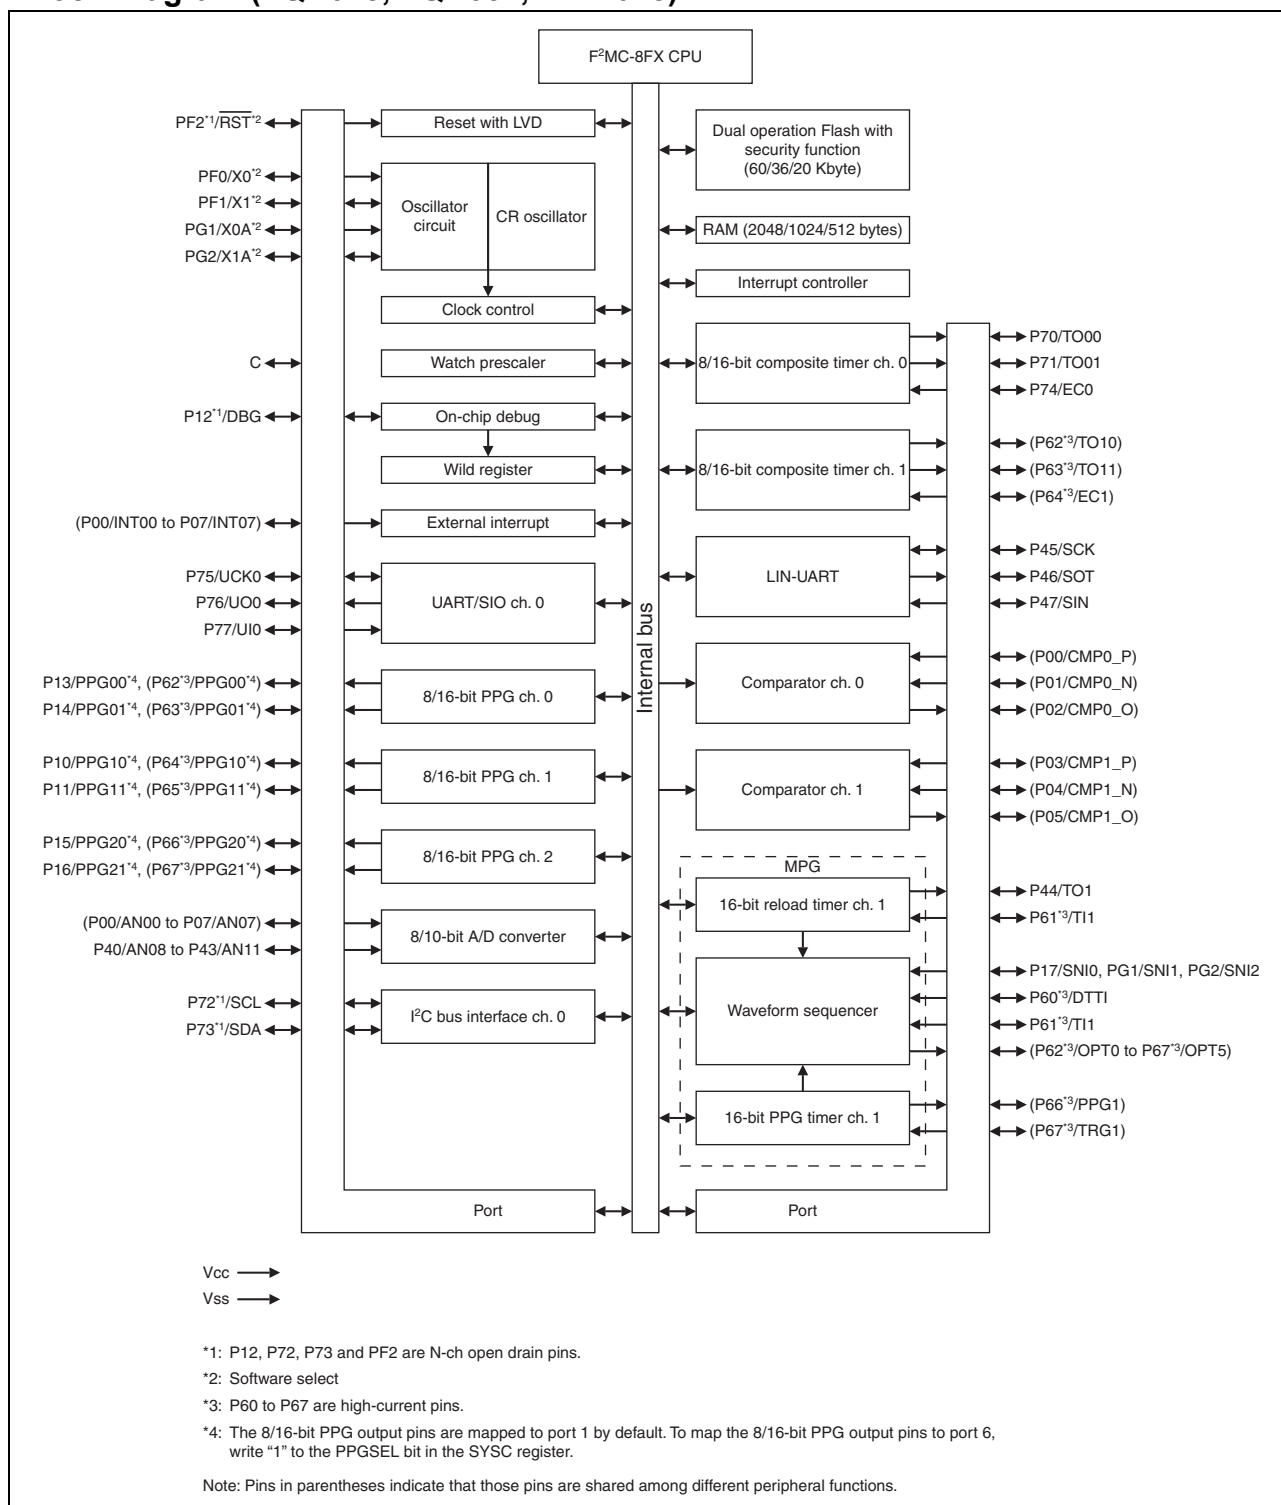 F²MC-8FX CPU
PF2*1/RST*2
Reset with LVD
Dual operation Flash with
security function
(60/36/20 Kbyte)
PF0/X0*2
PF1/X1*2
PG1/X0A*2
PG2/X1A*2
Oscillator
circuit
CR oscillator
RAM (2048/1024/512 bytes)
Interrupt controller
Clock control
C
Watch prescaler
8/16-bit composite timer ch. 0
P70/TO00
P71/TO01
P74/EC0
P12*1/DBG
On-chip debug
Wild register
8/16-bit composite timer ch. 1
(P62*3/TO10)
(P63*3/TO11)
(P64*3/EC1)
(P00/INT00 to P07/INT07)
External interrupt
P75/UCK0
P76/UO0
P77/UI0
UART/SIO ch. 0
LIN-UART
P45/SCK
P46/SOT
P47/SIN
Internal bus
P13/PPG00*4, (P62*3/PPG00*4)
P14/PPG01*4, (P63*3/PPG01*4)
8/16-bit PPG ch. 0
Comparator ch. 0
(P00/CMP0_P)
(P01/CMP0_N)
(P02/CMP0_O)
P10/PPG10*4, (P64*3/PPG10*4)
P11/PPG11*4, (P65*3/PPG11*4)
8/16-bit PPG ch. 1
Comparator ch. 1
(P03/CMP1_P)
(P04/CMP1_N)
(P05/CMP1_O)
P15/PPG20*4, (P66*3/PPG20*4)
P16/PPG21*4, (P67*3/PPG21*4)
8/16-bit PPG ch. 2
MPG
16-bit reload timer ch. 1
P44/TO1
P61*3/TI1
(P00/AN00 to P07/AN07)
P40/AN08 to P43/AN11
8/10-bit A/D converter
Waveform sequencer
P17/SNI0, PG1/SNI1, PG2/SNI2
P60*3/DTTI
P61*3/TI1
(P62*3/OPT0 to P67*3/OPT5)
P72*1/SCL
P73*1/SDA
I²C bus interface ch. 0
16-bit PPG timer ch. 1
(P66*3/PPG1)
(P67*3/TRG1)
Port
Port
Vcc
Vss
*1: P12, P72, P73 and PF2 are N-ch open drain pins.
*2: Software select
*3: P60 to P67 are high-current pins.
*4: The 8/16-bit PPG output pins are mapped to port 1 by default. To map the 8/16-bit PPG output pins to port 6,
write “1” to the PPGSEL bit in the SYSC register.
Note: Pins in parentheses indicate that those pins are shared among different peripheral functions.